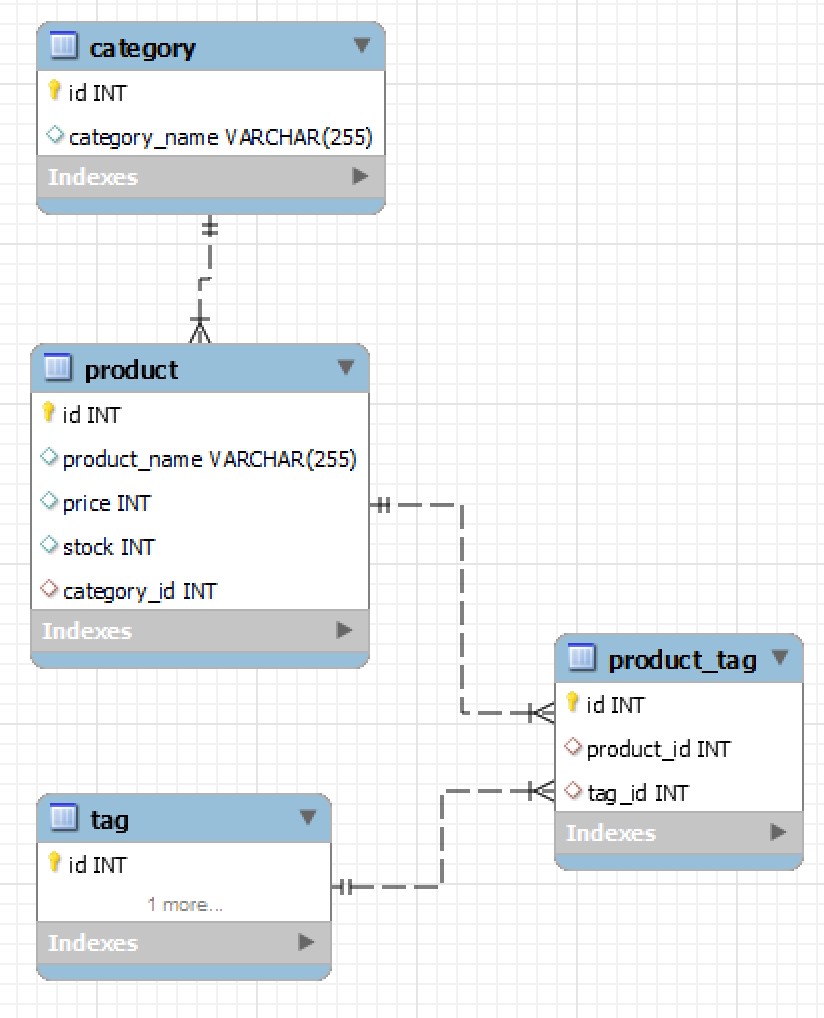 category
id INT
category_name VARCHAR(255)
Indexes
product
id INT
product_name VARCHAR(255)
price INT
stock INT
category_id INT
Indexes
product_tag
id INT
product_id INT
tag_id INT
Indexes
tag
id INT
1 more...
Indexes